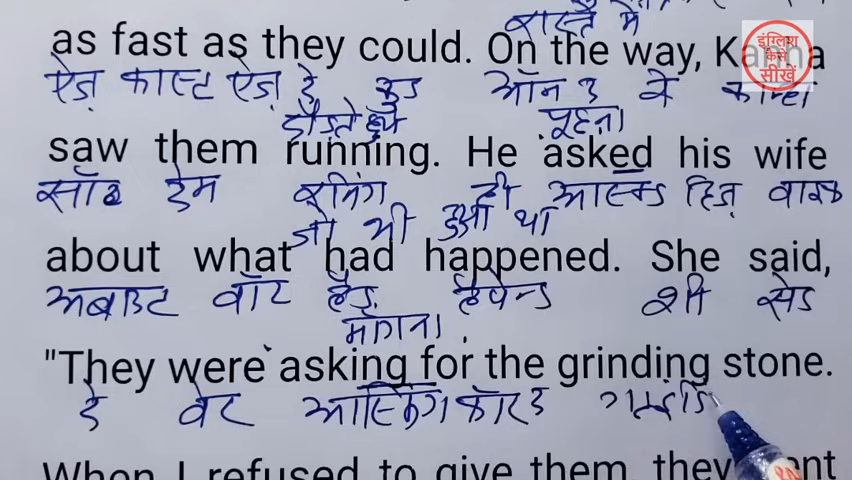 रास्ते में
इंग्लिश
कैसे
सीखें
as fast as they could. On the way, Kanna
ऐज़ फास्ट ऐज़ दे कुड ऑन द वे कान्हा
दौड़ते हुये पूछना
saw them running. He asked his wife
सॉ देम रनिंग ही आस्क्ड हिज़ वाइफ
जो भी हुआ था
about what had happened. She said,
अबाउट वॉट हैड हैपेन्ड शी सेड
माँगना
"They were asking for the grinding stone.
दे वेर आस्किंग फॉर द ग्राइंडिं
When I refused to give them, they went